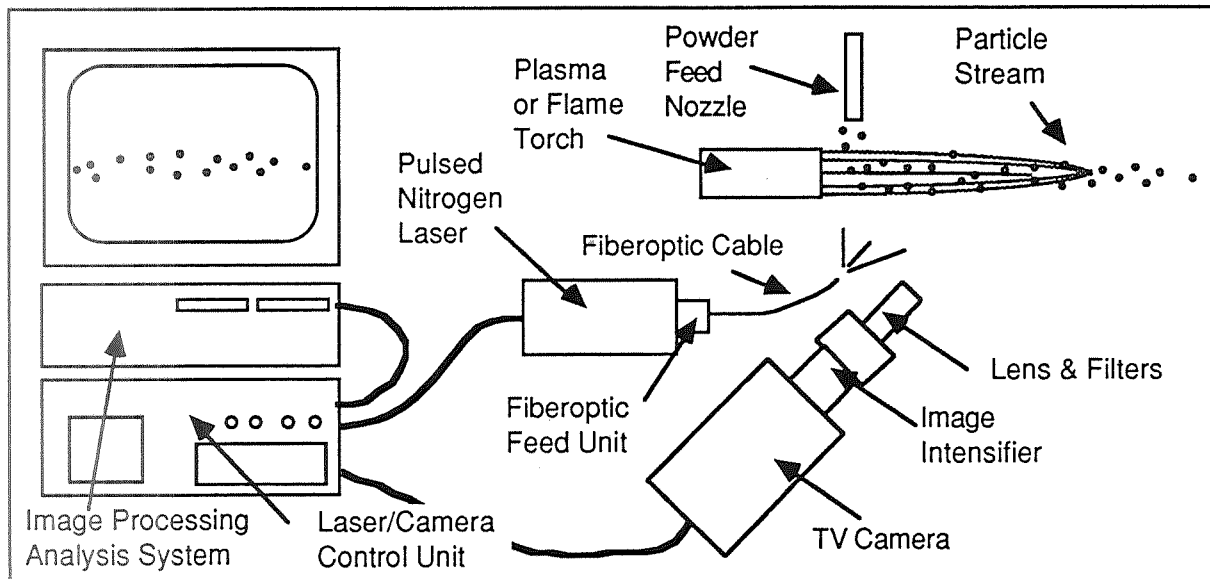 Powder
Feed
Nozzle
Particle
Stream
Plasma
or Flame
Torch
Pulsed
Nitrogen
Laser
Fiberoptic Cable
Lens & Filters
Fiberoptic
Feed Unit
Image
Intensifier
Image Processing
Analysis System
Laser/Camera
Control Unit
TV Camera